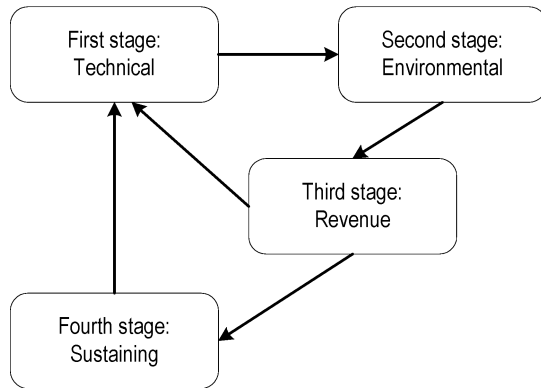 First stage:
Technical
Second stage:
Environmental
Third stage:
Revenue
Fourth stage:
Sustaining